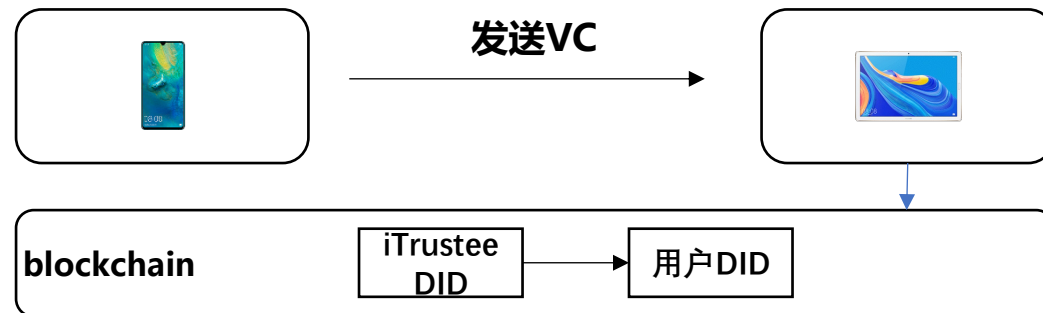 发送VC
blockchain
iTrustee
DID
用户DID